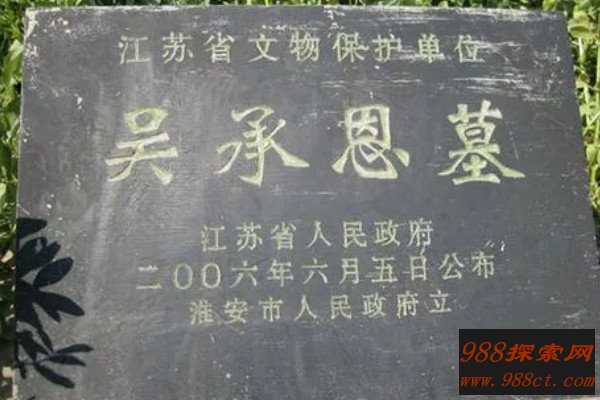 江苏省文物保护单位
吴承恩墓
江苏省人民政府
二〇〇六年六月五日公布
淮安市人民政府立
988探索网
www.988ct.com